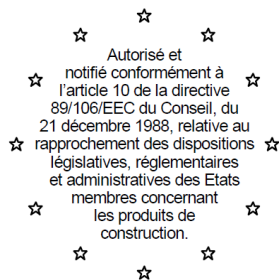 Autorisé et
notifié conformément à
l'article 10 de la directive
89/106/EEC du Conseil, du
21 décembre 1988, relative au
rapprochement des dispositions
législatives, réglementaires
et administratives des Etats
membres concernant
les produits de
construction.